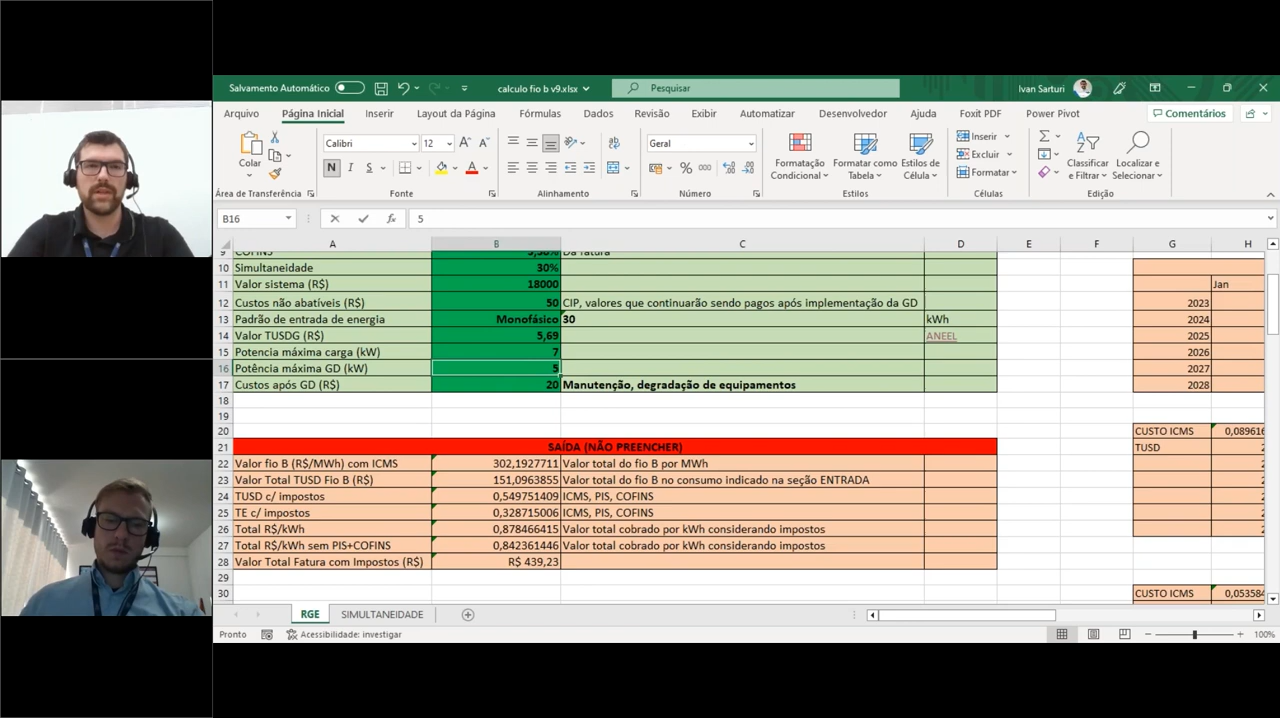 Salvamento Automático
calculo fio b v9.xlsx
Pesquisar
Ivan Sarturi
Arquivo Página Inicial Inserir Layout da Página Fórmulas Dados Revisão Exibir Automatizar Desenvolvedor Ajuda Foxit PDF Power Pivot Comentários
Colar
Calibri 12
N I S
Geral
Formatação Condicional
Formatar como Tabela
Estilos de Célula
Inserir
Excluir
Formatar
Classificar e Filtrar
Localizar e Selecionar
Área de Transferência Fonte Alinhamento Número Estilos Células Edição
B16 fx 5
A B C D E F G H
9 COFINS Da fatura
10 Simultaneidade 30%
11 Valor sistema (R$) 18000 Jan
12 Custos não abatíveis (R$) 50 CIP, valores que continuarão sendo pagos após implementação da GD 2023
13 Padrão de entrada de energia Monofásico 30 kWh 2024
14 Valor TUSDG (R$) 5,69 ANEEL 2025
15 Potencia máxima carga (kW) 7 2026
16 Potência máxima GD (kW) 5 2027
17 Custos após GD (R$) 20 Manutenção, degradação de equipamentos 2028
18
19
20 CUSTO ICMS 0,089616
21 SAÍDA (NÃO PREENCHER) TUSD
22 Valor fio B (R$/MWh) com ICMS 302,1927711 Valor total do fio B por MWh
23 Valor Total TUSD Fio B (R$) 151,0963855 Valor total do fio B no consumo indicado na seção ENTRADA
24 TUSD c/ impostos 0,549751409 ICMS, PIS, COFINS
25 TE c/ impostos 0,328715006 ICMS, PIS, COFINS
26 Total R$/kWh 0,878466415 Valor total cobrado por kWh considerando impostos
27 Total R$/kWh sem PIS+COFINS 0,842361446 Valor total cobrado por kWh considerando impostos
28 Valor Total Fatura com Impostos (R$) R$ 439,23
29
30 CUSTO ICMS 0,053584
RGE SIMULTANEIDADE
Pronto Acessibilidade: investigar 100%